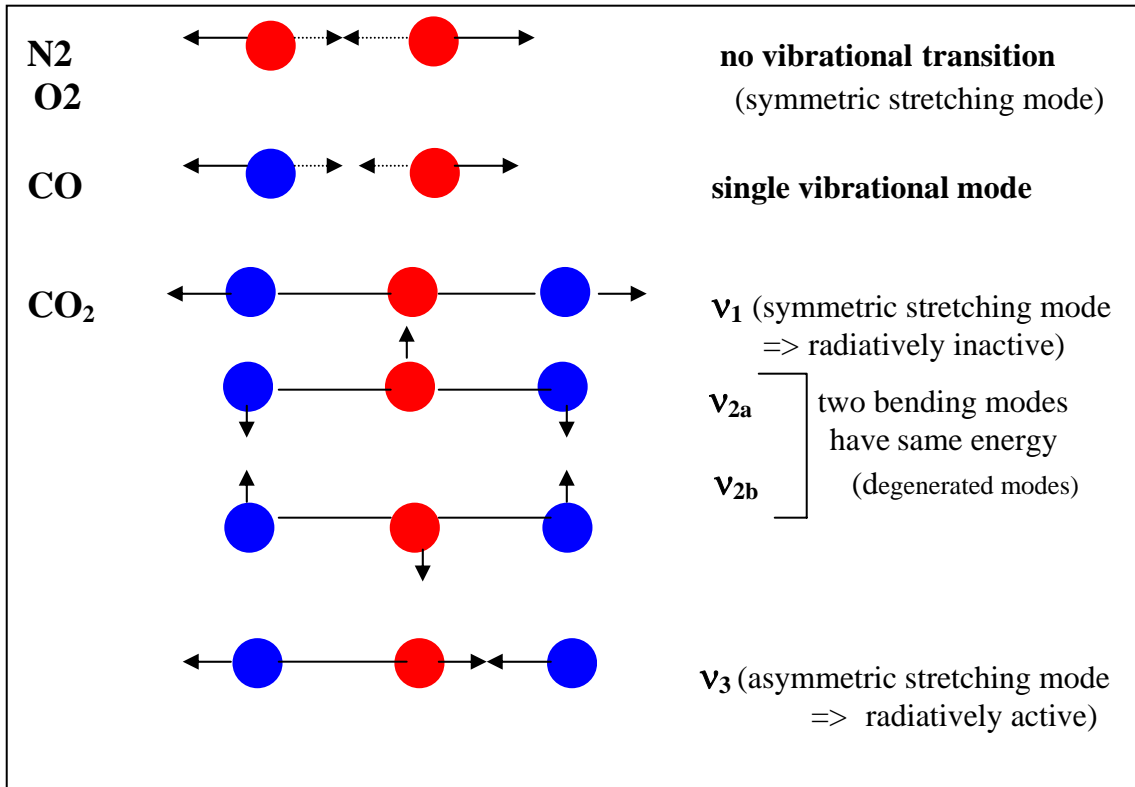 N2 no vibrational transition
O2 (symmetric stretching mode)
CO single vibrational mode
CO₂ ν₁ (symmetric stretching mode
=> radiatively inactive)
ν₂ₐ two bending modes
have same energy
ν2b (degenerated modes)
ν₃ (asymmetric stretching mode
=> radiatively active)